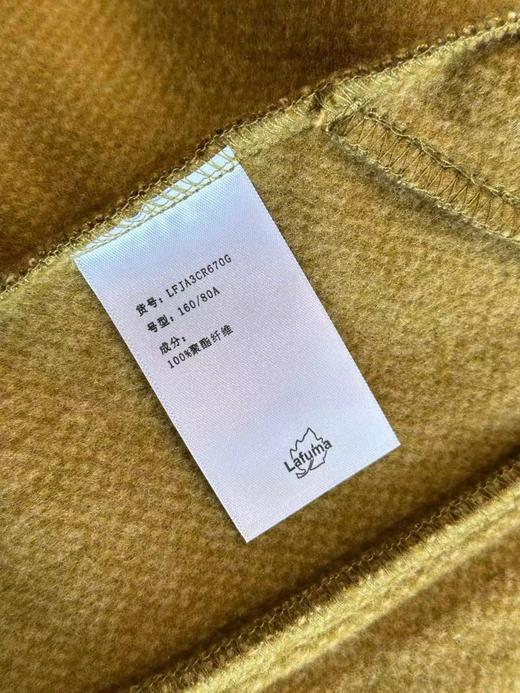 货号: LFJA3CR670G
号型: 160/80A
成分:
100%聚酯纤维
Lafuma